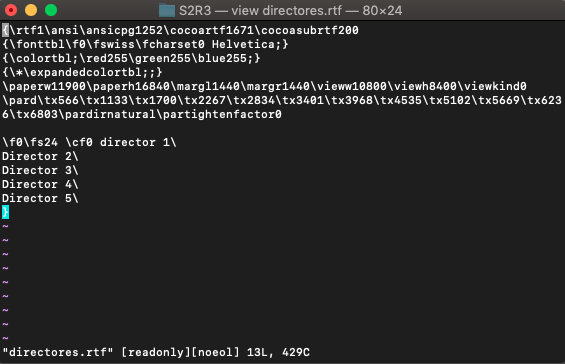 S2R3 — view directores.rtf — 80×24
{\rtf1\ansi\ansicpg1252\cocoartf1671\cocoasubrtf200
{\fonttbl\f0\fswiss\fcharset0 Helvetica;}
{\colortbl;\red255\green255\blue255;}
{\*\expandedcolortbl;;}
\paperw11900\paperh16840\margl1440\margr1440\vieww10800\viewh8400\viewkind0
\pard\tx566\tx1133\tx1700\tx2267\tx2834\tx3401\tx3968\tx4535\tx5102\tx5669\tx623
6\tx6803\pardirnatural\partightenfactor0
\f0\fs24 \cf0 director 1\
Director 2\
Director 3\
Director 4\
Director 5\
}
~
~
~
~
~
~
~
~
~
"directores.rtf" [readonly][noeol] 13L, 429C